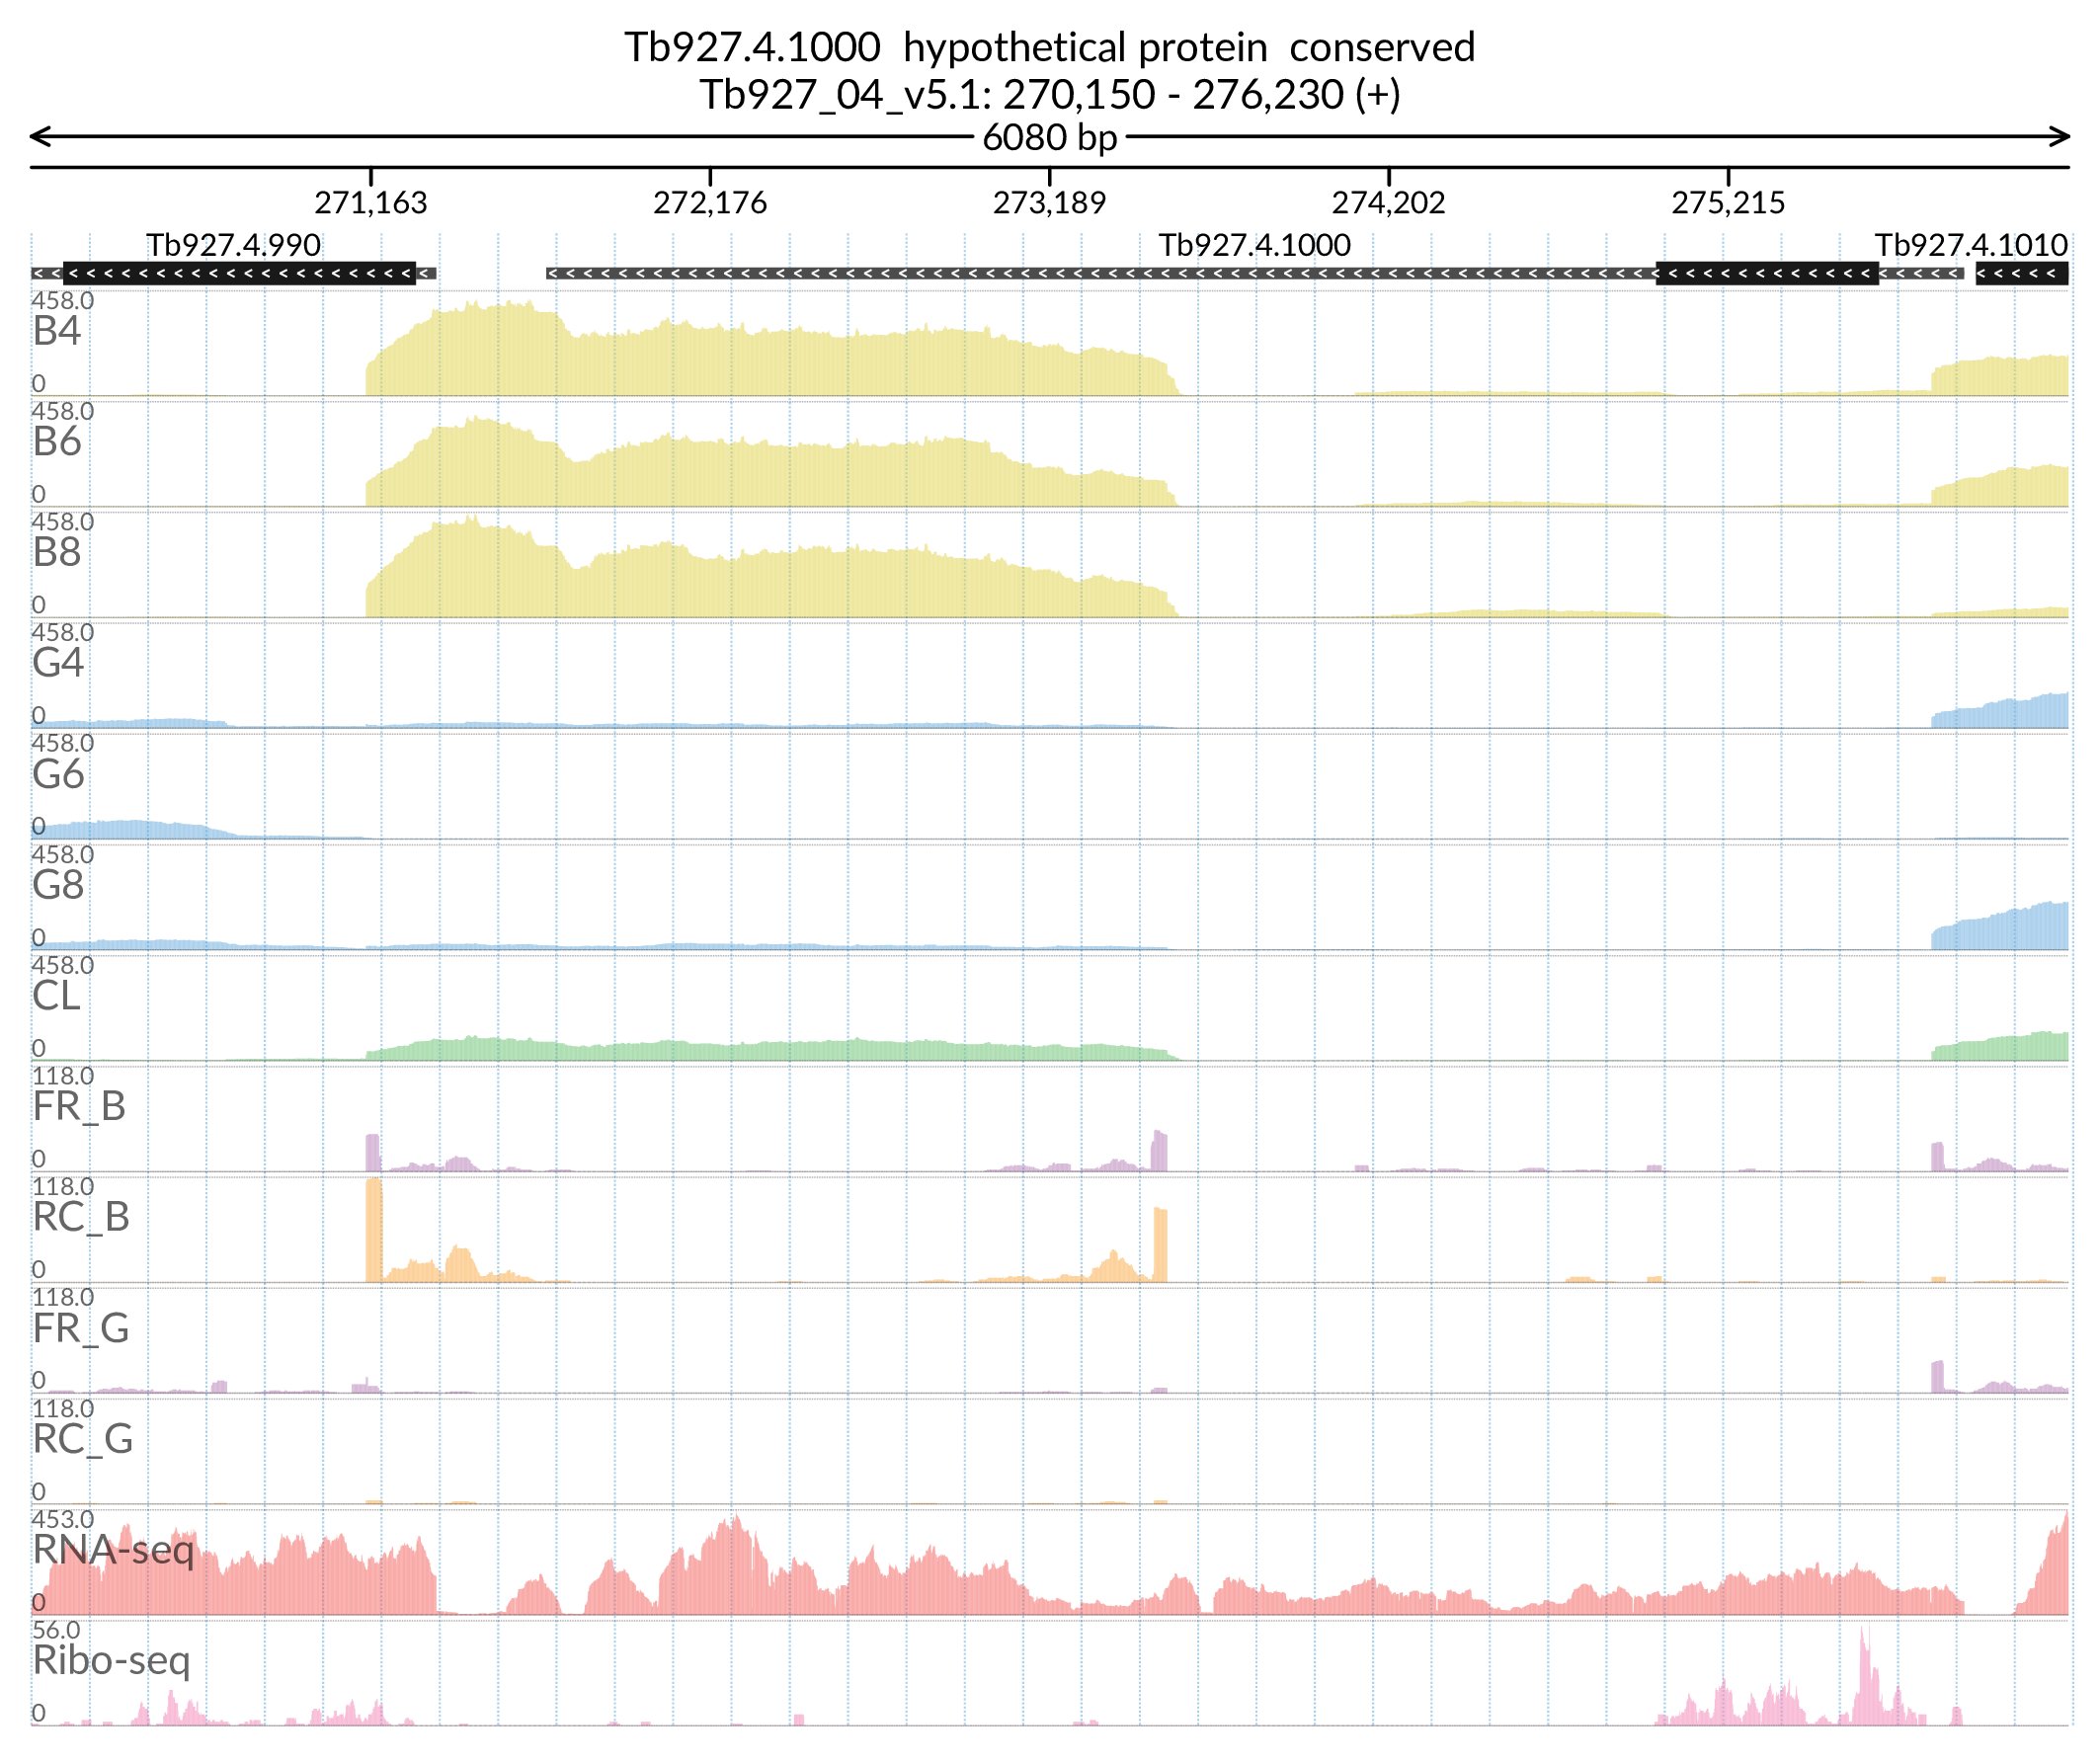 Tb927.4.1000  hypothetical protein  conserved
Tb927_04_v5.1: 270,150 - 276,230 (+)
6080 bp
271,163 272,176 273,189 274,202 275,215
Tb927.4.990 Tb927.4.1000 Tb927.4.1010
458.0
B4
0
458.0
B6
0
458.0
B8
0
458.0
G4
0
458.0
G6
0
458.0
G8
0
458.0
CL
0
118.0
FR_B
0
118.0
RC_B
0
118.0
FR_G
0
118.0
RC_G
0
453.0
RNA-seq
0
56.0
Ribo-seq
0